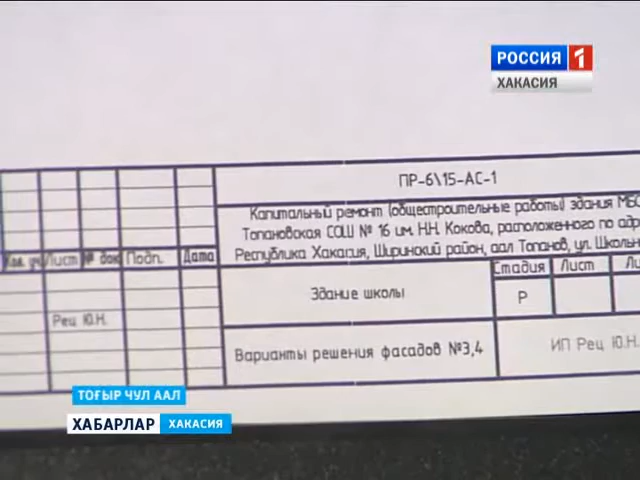 РОССИЯ 1
ХАКАСИЯ
ПР-6\15-АС-1
Капитальный ремонт (общестроительные работы) здания
Топановская СОШ № 16 им. Н.Н. Кокова, расположенного по
Республика Хакасия, Ширинский район, аал Топанов, ул.
Лист № док Подп. Дата
Здание школы
Стадия Лист
Р
Рец Ю.Н.
Варианты решения фасадов №3,4
ИП Рец Ю.Н.
ТОҒЫР ЧУЛ ААЛ
ХАБАРЛАР ХАКАСИЯ